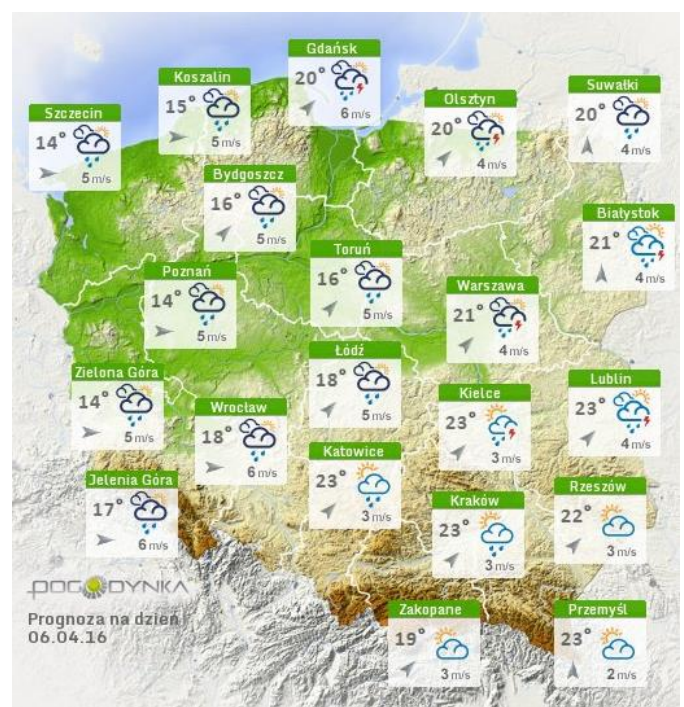 Gdańsk
20°
6 m/s
Koszalin
15°
5 m/s
Suwałki
20°
4 m/s
Olsztyn
20°
4 m/s
Szczecin
14°
5 m/s
Bydgoszcz
16°
5 m/s
Białystok
21°
4 m/s
Toruń
16°
5 m/s
Poznań
14°
5 m/s
Warszawa
21°
4 m/s
Łódź
18°
5 m/s
Zielona Góra
14°
5 m/s
Lublin
23°
4 m/s
Kielce
23°
3 m/s
Wrocław
18°
6 m/s
Katowice
23°
3 m/s
Jelenia Góra
17°
6 m/s
Rzeszów
22°
3 m/s
Kraków
23°
3 m/s
POGODYNKA
Prognoza na dzień
06.04.16
Zakopane
19°
3 m/s
Przemyśl
23°
2 m/s